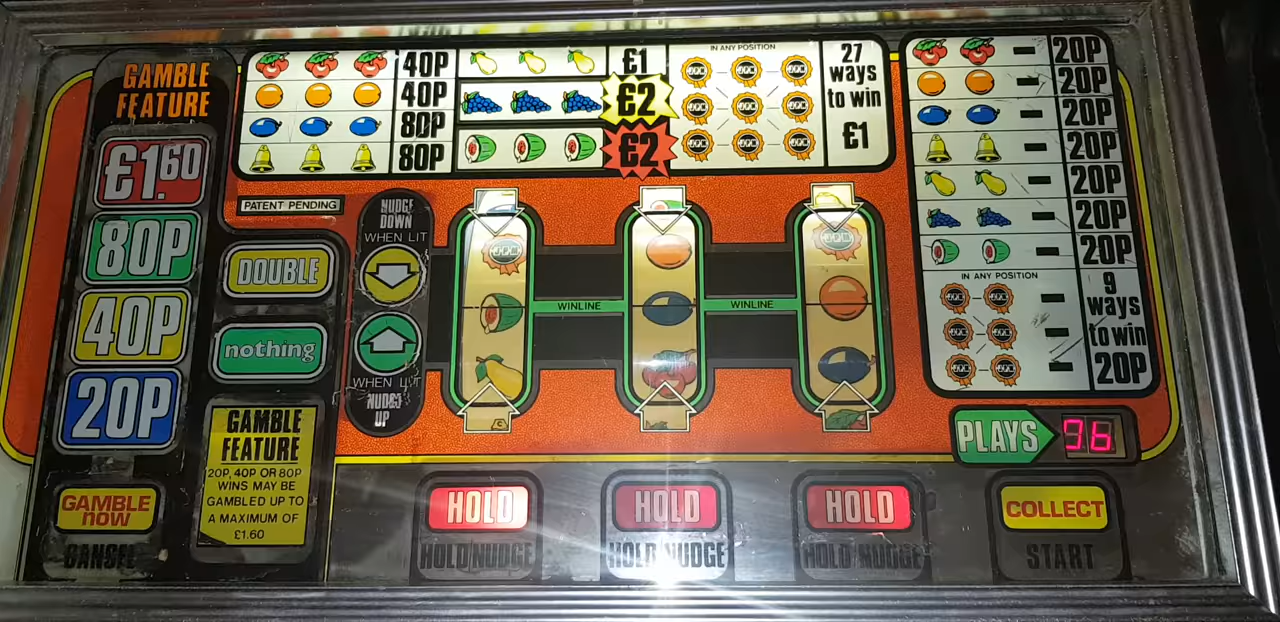 GAMBLE
FEATURE
£1.60
80P
40P
20P
GAMBLE
NOW
CANCEL
DOUBLE
nothing
GAMBLE
FEATURE
20P, 40P OR 80P
WINS MAY BE
GAMBLED UP TO
A MAXIMUM OF
£1.60
40P
40P
80P
80P
£1
£2
£2
IN ANY POSITION
27
ways
to win
£1
PATENT PENDING
NUDGE
DOWN
WHEN LIT
WHEN LIT
NUDGE
UP
WINLINE
WINLINE
20P
20P
20P
20P
20P
20P
20P
IN ANY POSITION
9
ways
to win
20P
PLAYS
96
HOLD
HOLD/NUDGE
HOLD
HOLD/NUDGE
HOLD
HOLD/NUDGE
COLLECT
START